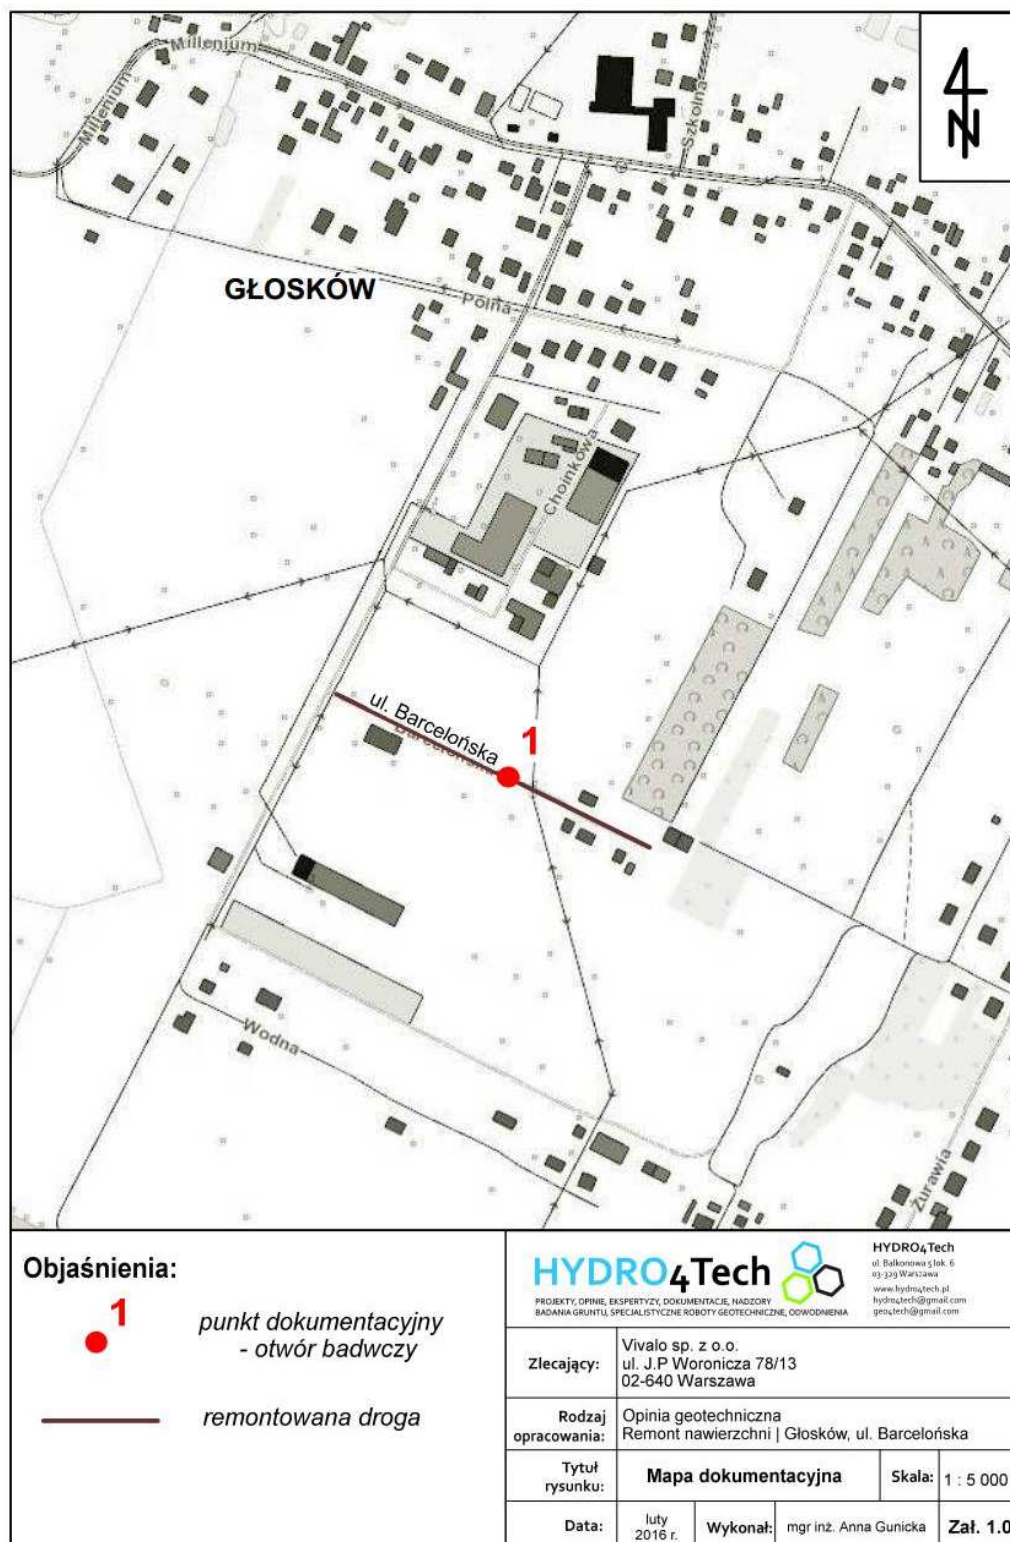 Millenium
Millenium
Szkolna
N
GŁOSKÓW
Polna
Choinkowa
ul. Barcelońska
Barcelońska
1
Wodna
Żurawia
Objaśnienia:
1
punkt dokumentacyjny
- otwór badwczy
remontowana droga
HYDRO4Tech
PROJEKTY, OPINIE, EKSPERTYZY, DOKUMENTACJE, NADZORY
BADANIA GRUNTU, SPECJALISTYCZNE ROBOTY GEOTECHNICZNE, ODWODNIENIA
HYDRO4Tech
ul. Balkonowa 5 lok. 6
03-329 Warszawa
www.hydro4tech.pl
hydro4tech@gmail.com
geo4tech@gmail.com
Zlecający:
Vivalo sp. z o.o.
ul. J.P Woronicza 78/13
02-640 Warszawa
Rodzaj
opracowania:
Opinia geotechniczna
Remont nawierzchni | Głosków, ul. Barcelońska
Tytuł
rysunku:
Mapa dokumentacyjna
Skala:
1 : 5 000
Data:
luty
2016 r.
Wykonał:
mgr inż. Anna Gunicka
Zał. 1.0